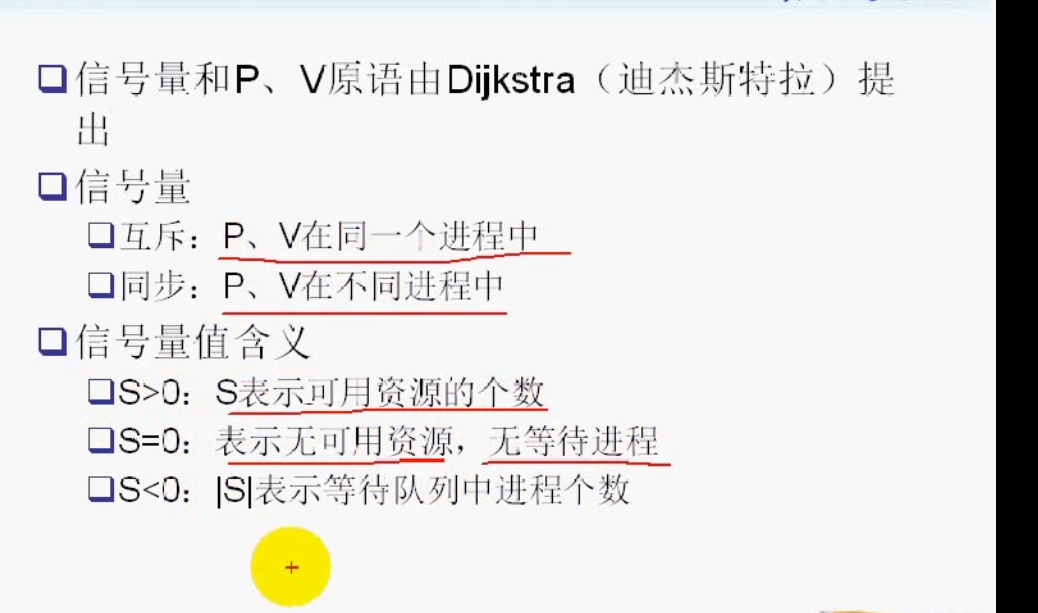 信号量和P、V原语由Dijkstra（迪杰斯特拉）提
出
信号量
互斥：P、V在同一个进程中
同步：P、V在不同进程中
信号量值含义
S>0：S表示可用资源的个数
S=0：表示无可用资源，无等待进程
S<0：|S|表示等待队列中进程个数